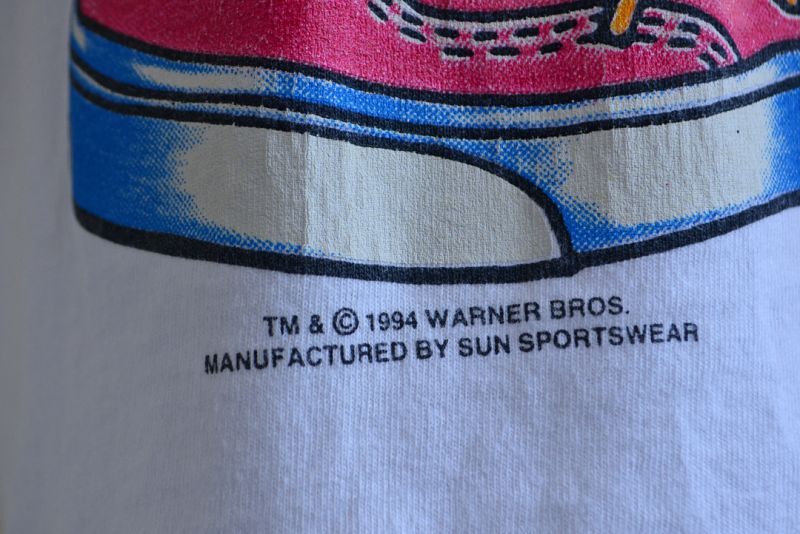 TM & © 1994 WARNER BROS.
MANUFACTURED BY SUN SPORTSWEAR